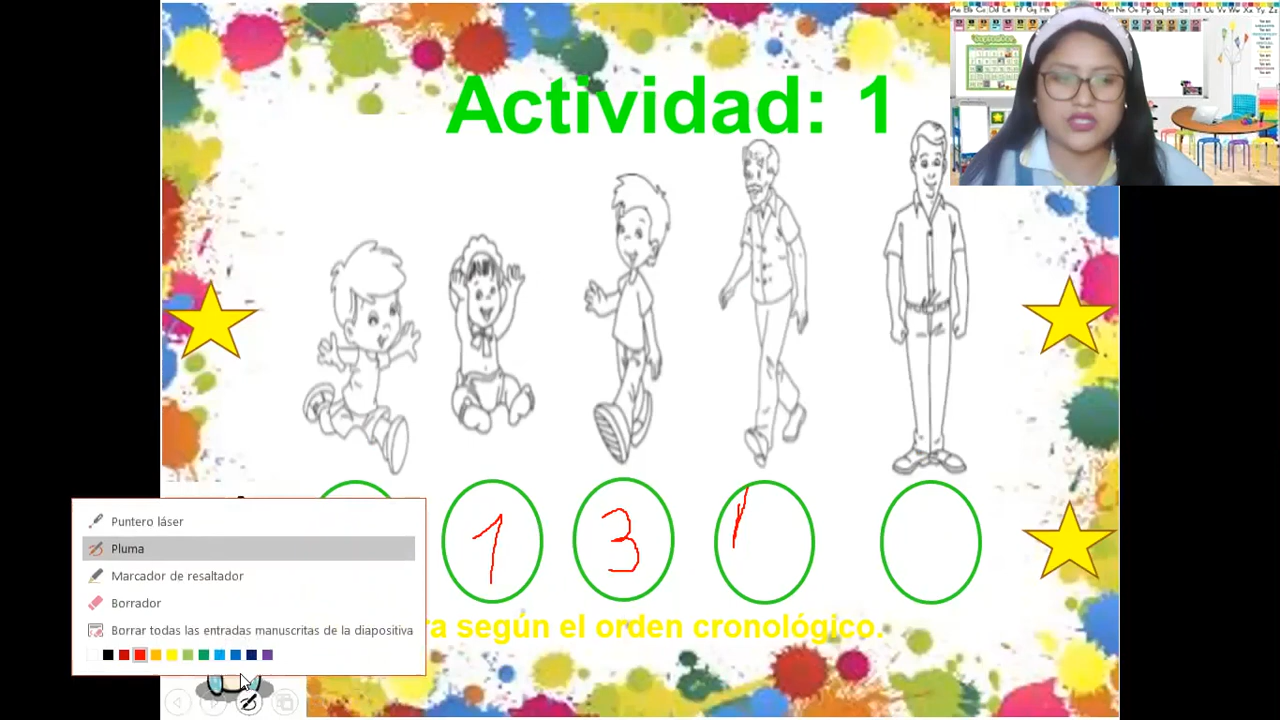 Actividad: 1
1 3
Puntero láser
Pluma
Marcador de resaltador
Borrador
Borrar todas las entradas manuscritas de la diapositiva
ra según el orden cronológico.